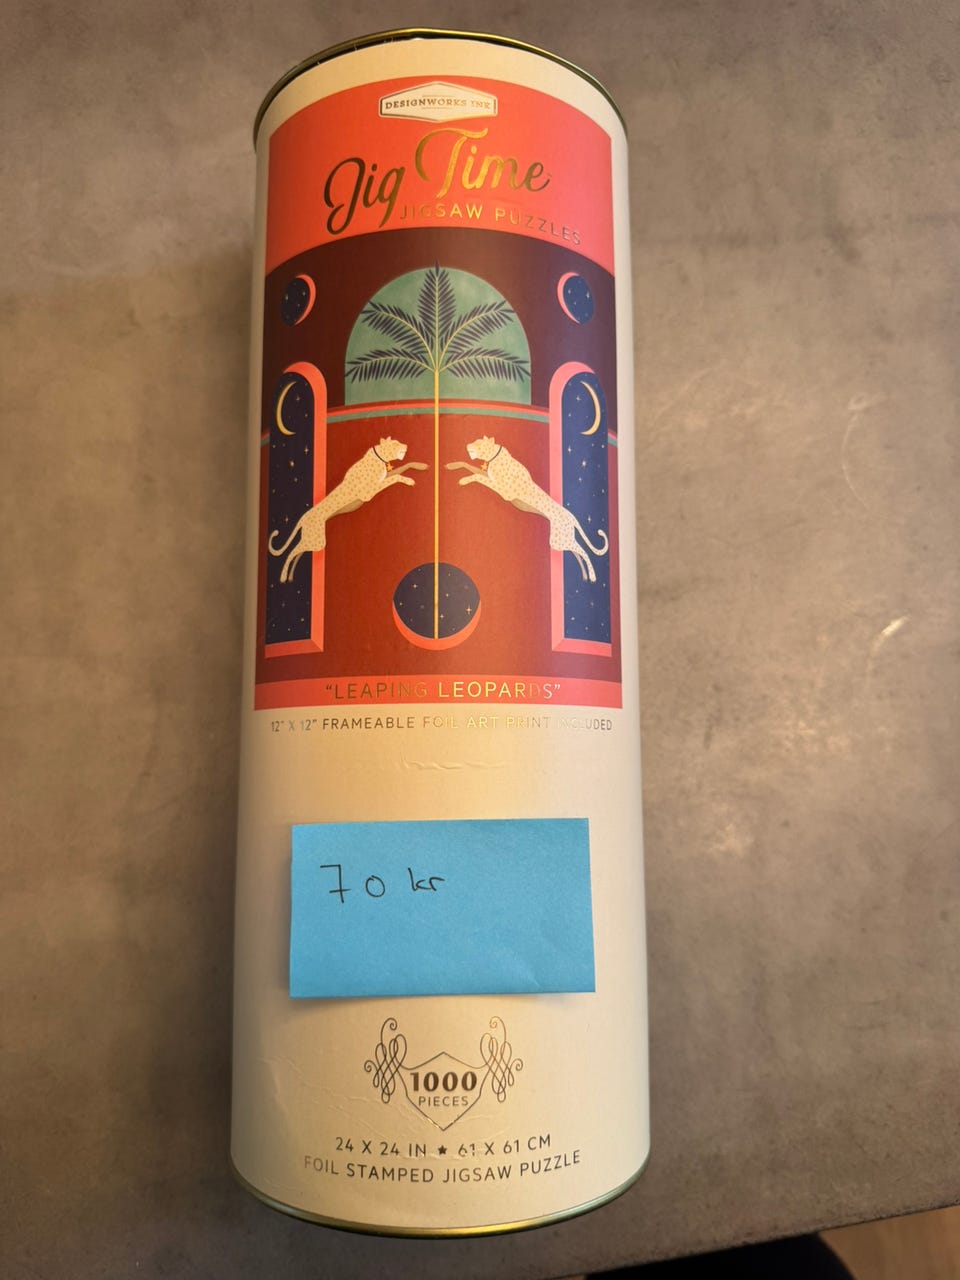 DESIGNWORKS INK
Jig Time
JIGSAW PUZZLES
"LEAPING LEOPARDS"
12" X 12" FRAMEABLE FOIL ART PRINT INCLUDED
70 kr
1000
PIECES
24 X 24 IN ★ 61 X 61 CM
FOIL STAMPED JIGSAW PUZZLE